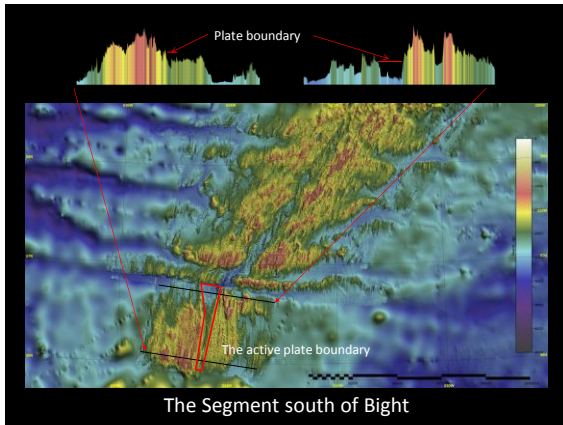 Plate boundary
The active plate boundary
The Segment south of Bight